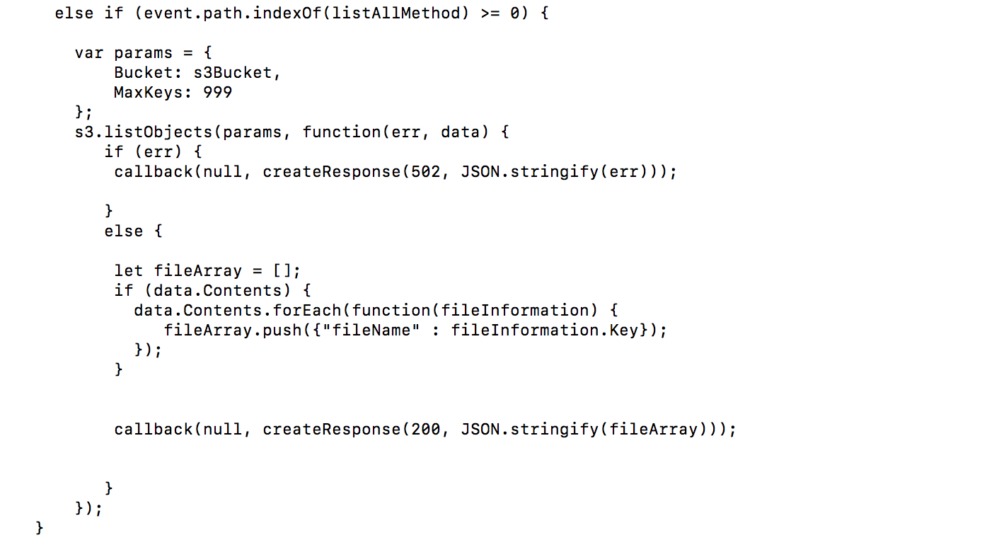 else if (event.path.indexOf(listAllMethod) >= 0) {
var params = {
Bucket: s3Bucket,
MaxKeys: 999
};
s3.listObjects(params, function(err, data) {
if (err) {
callback(null, createResponse(502, JSON.stringify(err)));
}
else {
let fileArray = [];
if (data.Contents) {
data.Contents.forEach(function(fileInformation) {
fileArray.push({"fileName" : fileInformation.Key});
});
}
callback(null, createResponse(200, JSON.stringify(fileArray)));
}
});
}